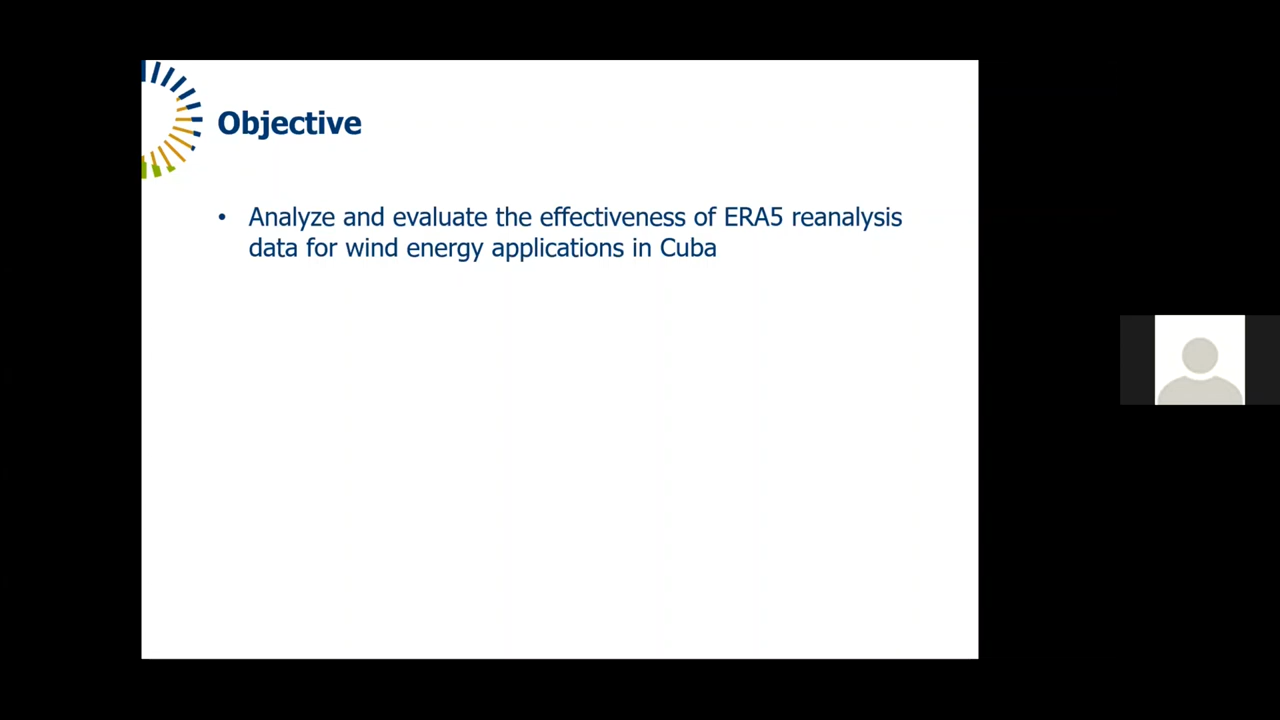 Objective
• Analyze and evaluate the effectiveness of ERA5 reanalysis
data for wind energy applications in Cuba